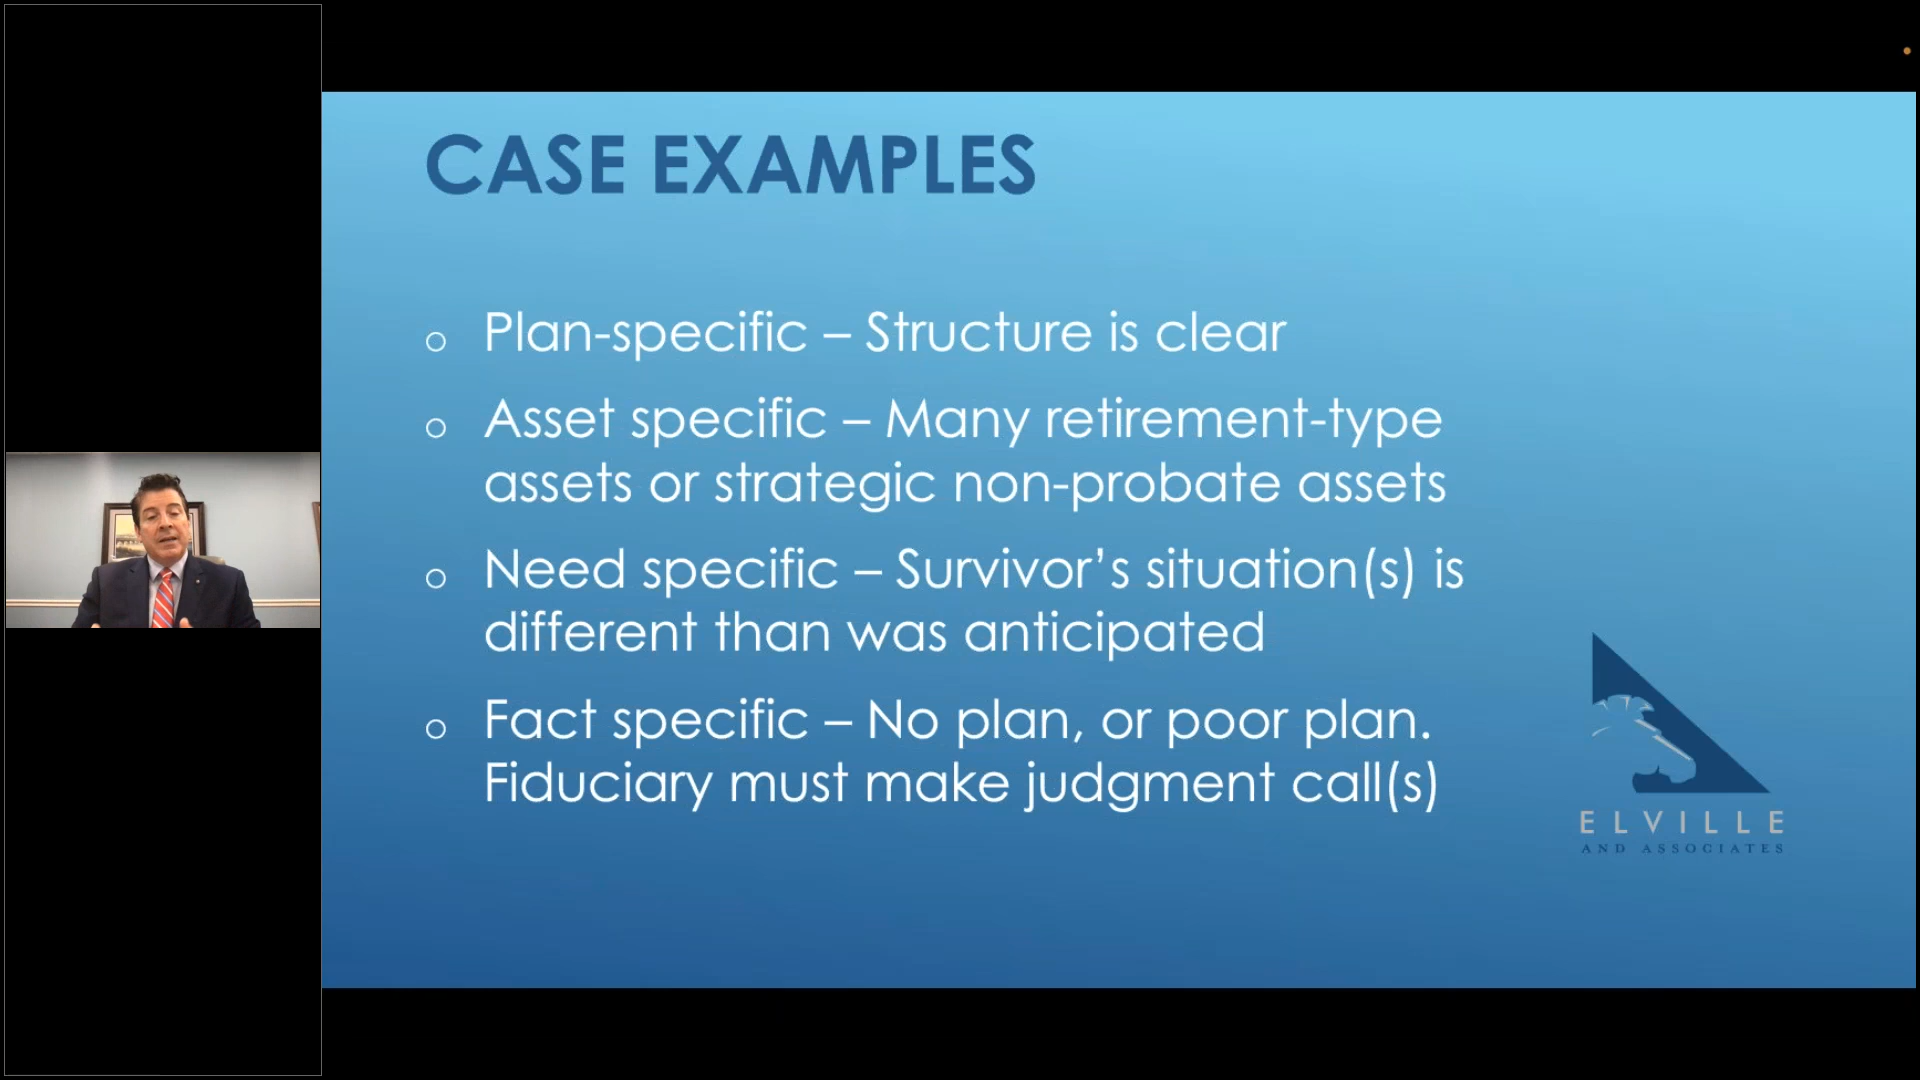 CASE EXAMPLES
o Plan-specific – Structure is clear
o Asset specific – Many retirement-type
assets or strategic non-probate assets
o Need specific – Survivor’s situation(s) is
different than was anticipated
o Fact specific – No plan, or poor plan.
Fiduciary must make judgment call(s)
ELVILLE
AND ASSOCIATES